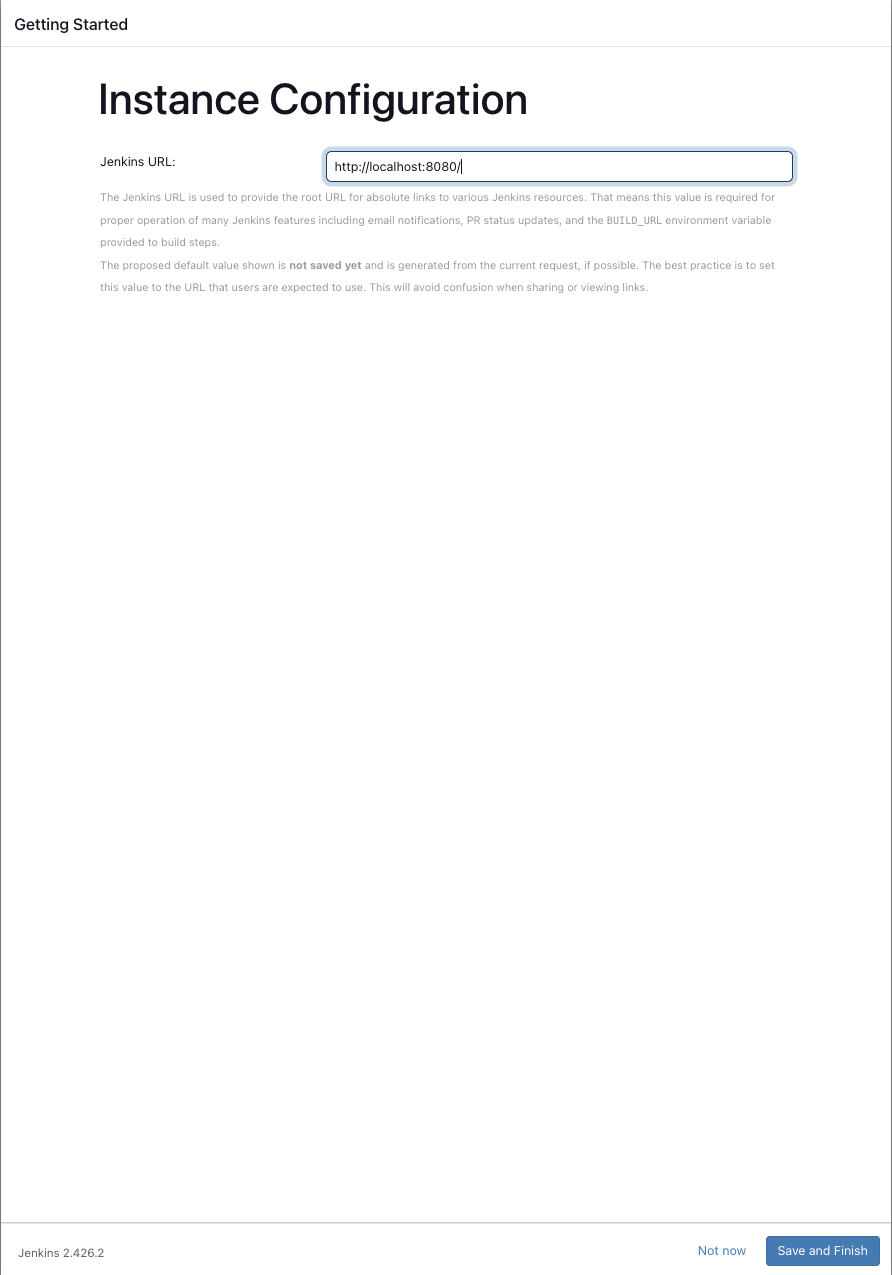 Getting Started
Instance Configuration
Jenkins URL:
http://localhost:8080/
The Jenkins URL is used to provide the root URL for absolute links to various Jenkins resources. That means this value is required for
proper operation of many Jenkins features including email notifications, PR status updates, and the BUILD_URL environment variable
provided to build steps.
The proposed default value shown is not saved yet and is generated from the current request, if possible. The best practice is to set
this value to the URL that users are expected to use. This will avoid confusion when sharing or viewing links.
Jenkins 2.426.2
Not now
Save and Finish